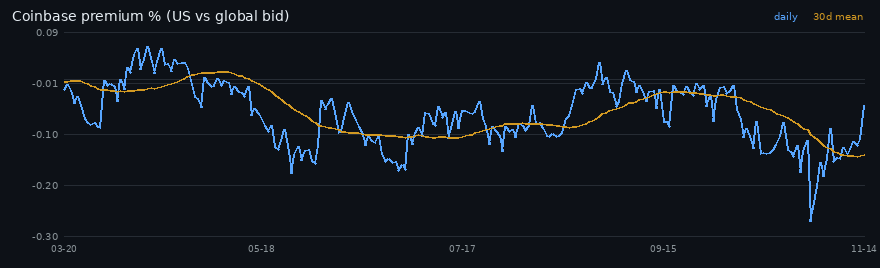 Coinbase premium % (US vs global bid)
daily 30d mean
0.09
-0.01
-0.10
-0.20
-0.30
03-20 05-18 07-17 09-15 11-14